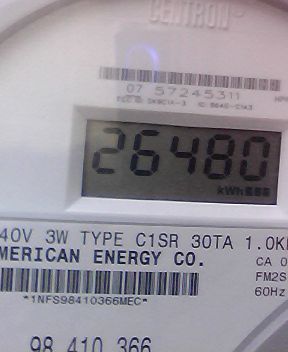 CENTRON
07 57245311
26480
kWh
40V 3W TYPE C1SR 30TA 1.0K
MERICAN ENERGY CO.
CA 0
FM2S
60Hz
*1NFS98410366MEC*
98 410 366